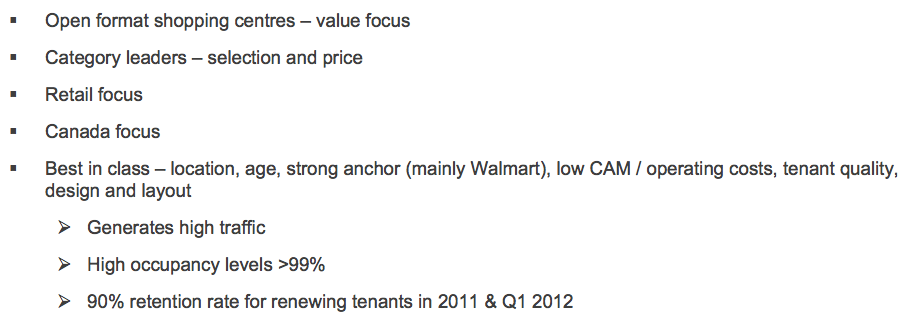 ▪ Open format shopping centres – value focus
▪ Category leaders – selection and price
▪ Retail focus
▪ Canada focus
▪ Best in class – location, age, strong anchor (mainly Walmart), low CAM / operating costs, tenant quality,
design and layout
➢ Generates high traffic
➢ High occupancy levels >99%
➢ 90% retention rate for renewing tenants in 2011 & Q1 2012